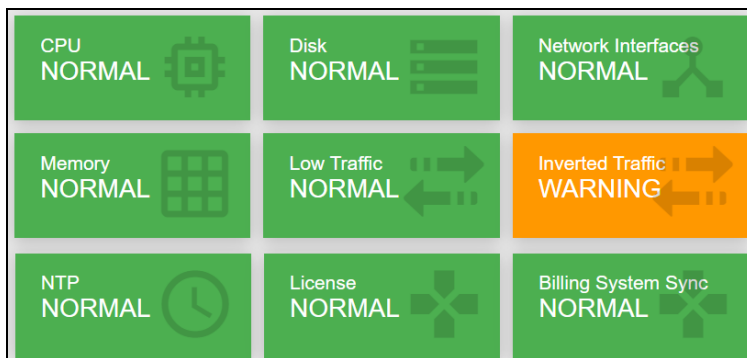 CPU
NORMAL
Disk
NORMAL
Network Interfaces
NORMAL
Memory
NORMAL
Low Traffic
NORMAL
Inverted Traffic
WARNING
NTP
NORMAL
License
NORMAL
Billing System Sync
NORMAL